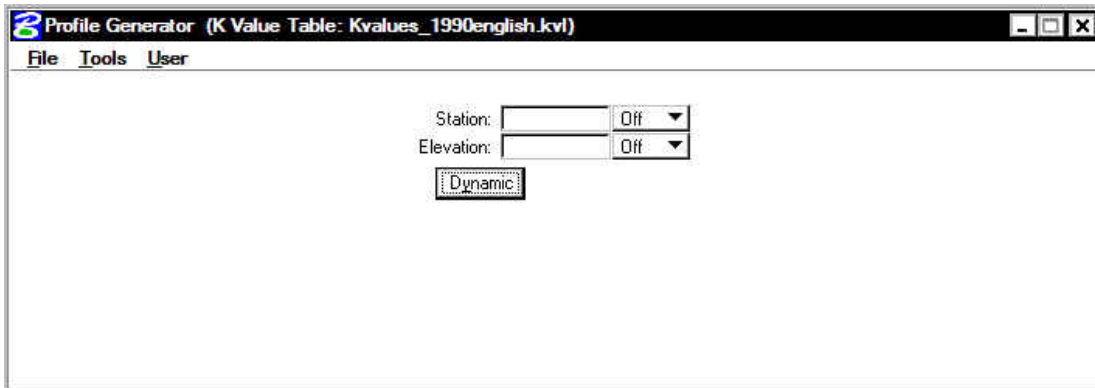 Profile Generator (K Value Table: Kvalues_1990english.kvl)
File Tools User
Station: Off
Elevation: Off
Dynamic